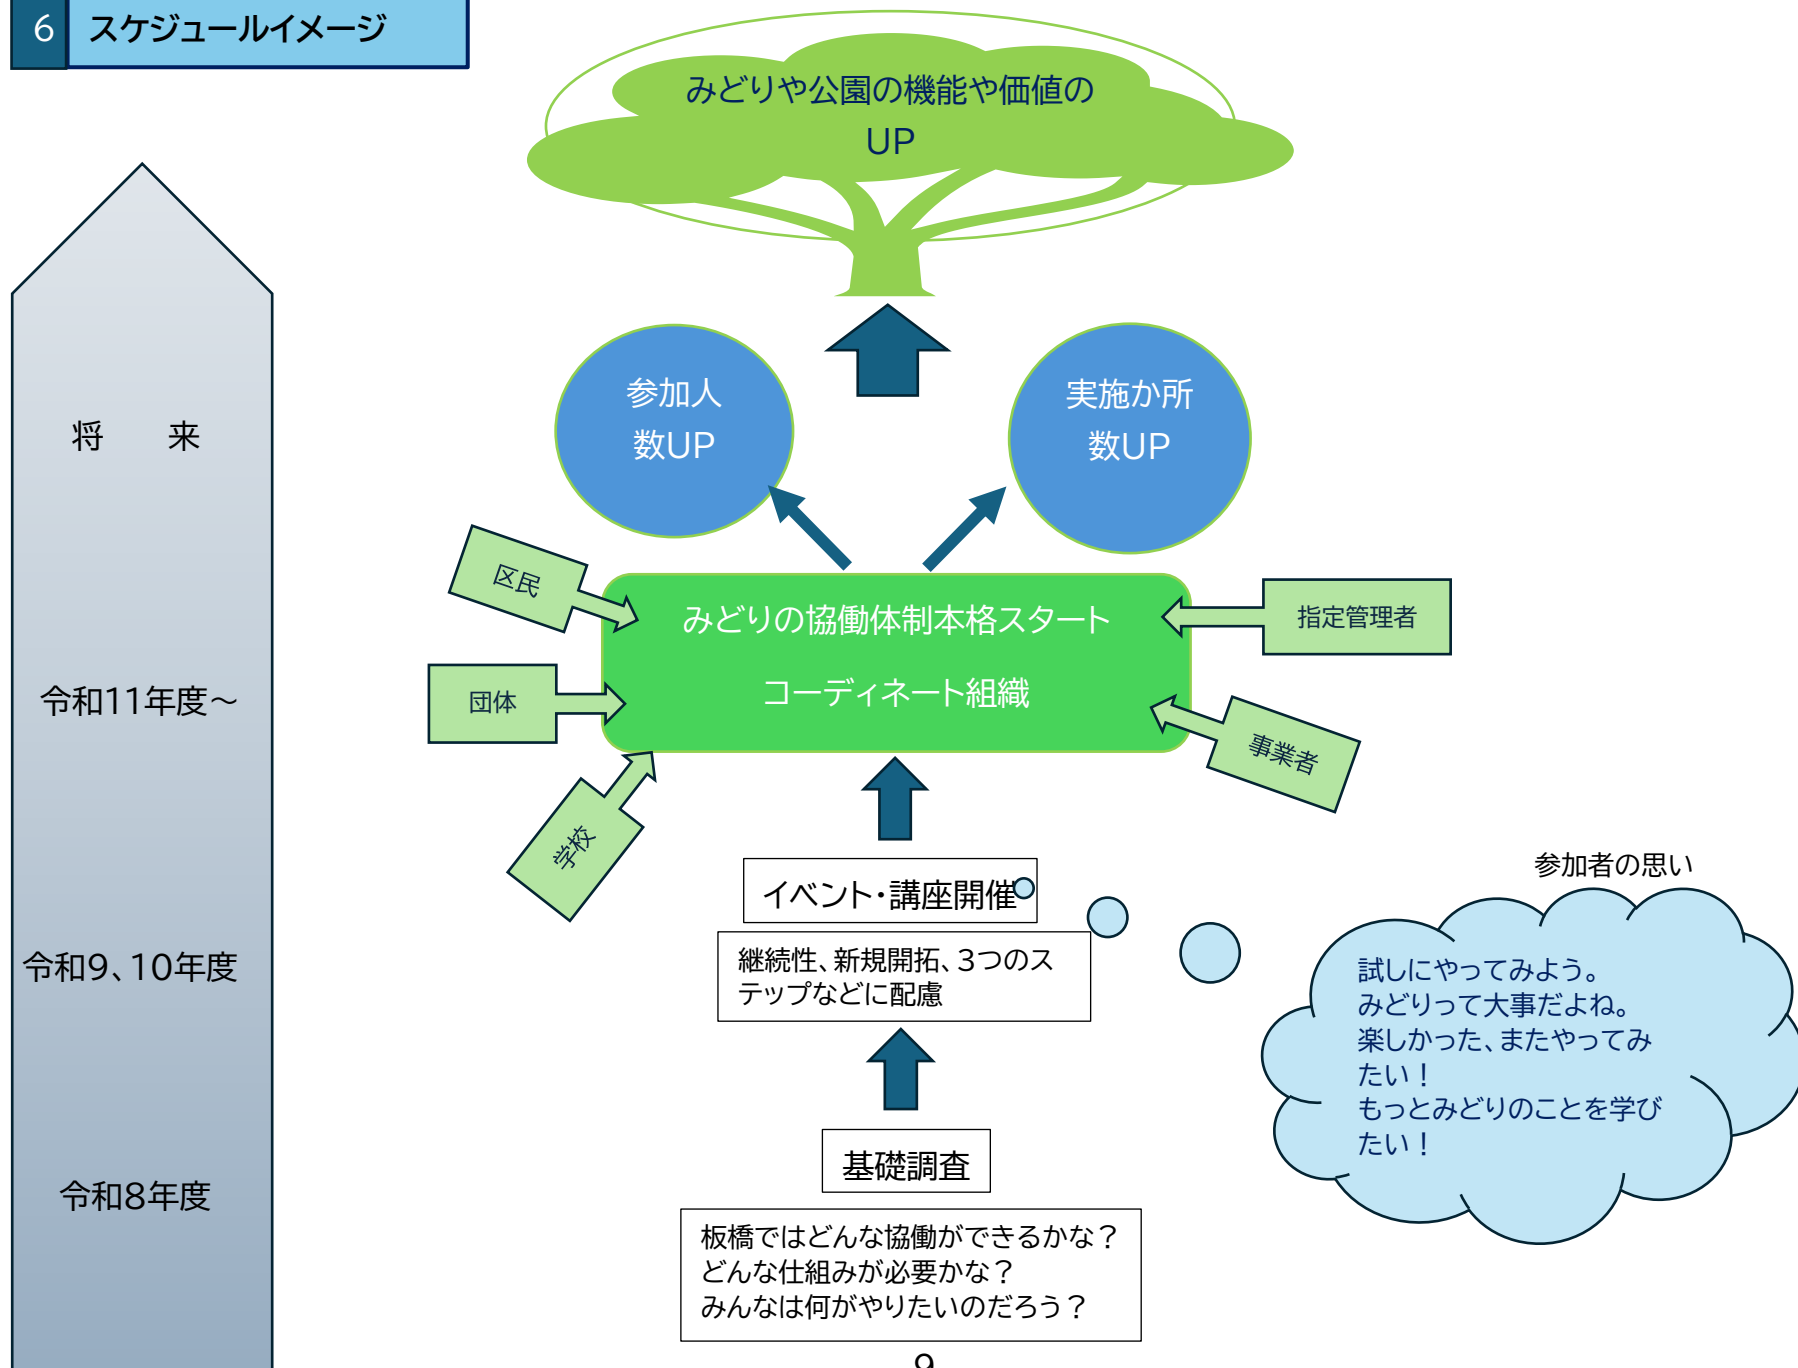 6 スケジュールイメージ
みどりや公園の機能や価値の
UP
参加人
数UP
実施か所
数UP
将　来
区民
みどりの協働体制本格スタート
コーディネート組織
指定管理者
団体
事業者
学校
令和11年度～
イベント・講座開催
継続性、新規開拓、3つのス
テップなどに配慮
参加者の思い
試しにやってみよう。
みどりって大事だよね。
楽しかった、またやってみ
たい！
もっとみどりのことを学び
たい！
令和9、10年度
基礎調査
板橋ではどんな協働ができるかな？
どんな仕組みが必要かな？
みんなは何がやりたいのだろう？
令和8年度
9